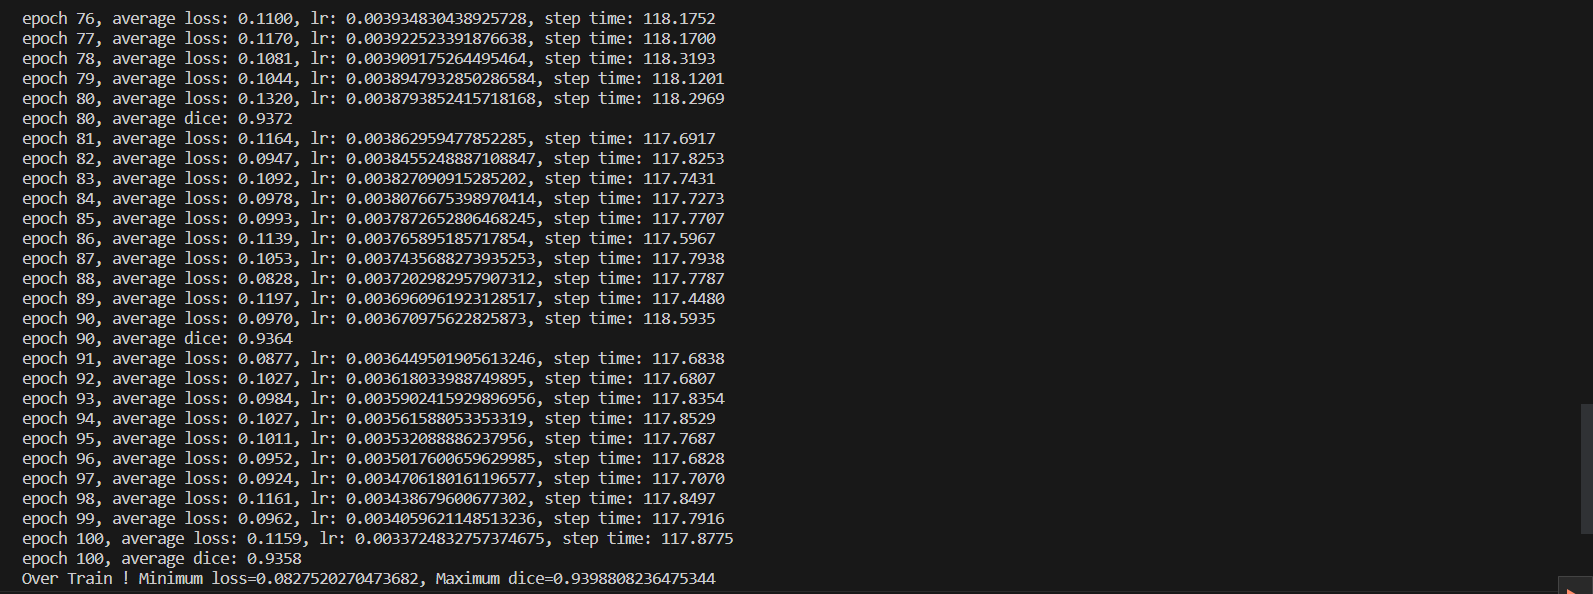 epoch 76, average loss: 0.1100, lr: 0.003934830438925728, step time: 118.1752
epoch 77, average loss: 0.1170, lr: 0.003922523391876638, step time: 118.1700
epoch 78, average loss: 0.1081, lr: 0.003909175264495464, step time: 118.3193
epoch 79, average loss: 0.1044, lr: 0.0038947932850286584, step time: 118.1201
epoch 80, average loss: 0.1320, lr: 0.0038793852415718168, step time: 118.2969
epoch 80, average dice: 0.9372
epoch 81, average loss: 0.1164, lr: 0.003862959477852285, step time: 117.6917
epoch 82, average loss: 0.0947, lr: 0.0038455248887108847, step time: 117.8253
epoch 83, average loss: 0.1092, lr: 0.003827090915285202, step time: 117.7431
epoch 84, average loss: 0.0978, lr: 0.0038076675398970414, step time: 117.7273
epoch 85, average loss: 0.0993, lr: 0.0037872652806468245, step time: 117.7707
epoch 86, average loss: 0.1139, lr: 0.003765895185717854, step time: 117.5967
epoch 87, average loss: 0.1053, lr: 0.0037435688273935253, step time: 117.7938
epoch 88, average loss: 0.0828, lr: 0.0037202982957907312, step time: 117.7787
epoch 89, average loss: 0.1197, lr: 0.0036960961923128517, step time: 117.4480
epoch 90, average loss: 0.0970, lr: 0.003670975622825873, step time: 118.5935
epoch 90, average dice: 0.9364
epoch 91, average loss: 0.0877, lr: 0.0036449501905613246, step time: 117.6838
epoch 92, average loss: 0.1027, lr: 0.003618033988749895, step time: 117.6807
epoch 93, average loss: 0.0984, lr: 0.0035902415929896956, step time: 117.8354
epoch 94, average loss: 0.1027, lr: 0.003561588053353319, step time: 117.8529
epoch 95, average loss: 0.1011, lr: 0.003532088886237956, step time: 117.7687
epoch 96, average loss: 0.0952, lr: 0.0035017600659629985, step time: 117.6828
epoch 97, average loss: 0.0924, lr: 0.0034706180161196577, step time: 117.7070
epoch 98, average loss: 0.1161, lr: 0.003438679600677302, step time: 117.8497
epoch 99, average loss: 0.0962, lr: 0.0034059621148513236, step time: 117.7916
epoch 100, average loss: 0.1159, lr: 0.0033724832757374675, step time: 117.8775
epoch 100, average dice: 0.9358
Over Train ! Minimum loss=0.0827520270473682, Maximum dice=0.9398808236475344